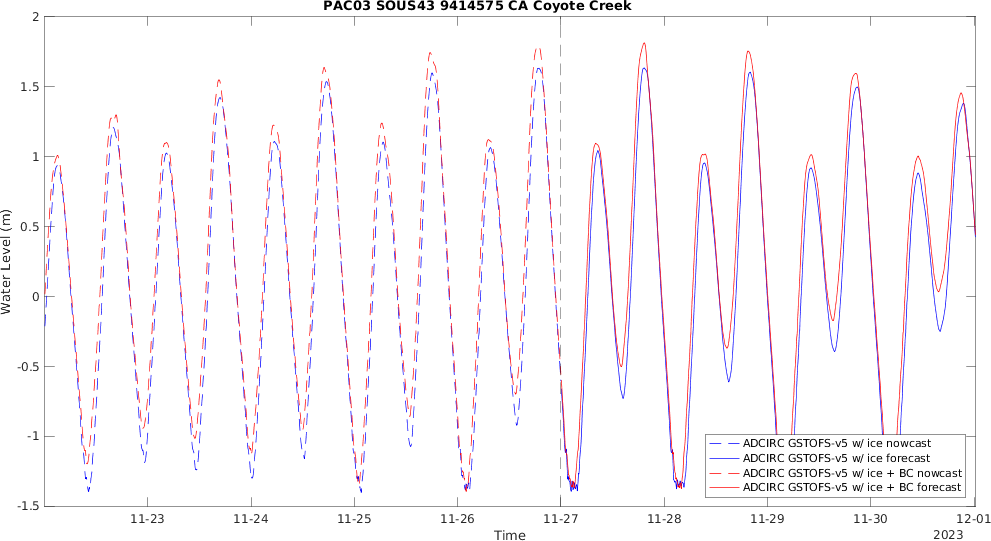 PAC03 SOUS43 9414575 CA Coyote Creek
2
1.5
1
0.5
0
-0.5
-1
-1.5
Water Level (m)
11-23
11-24
11-25
11-26
11-27
11-28
11-29
11-30
12-01
Time
2023
ADCIRC GSTOFS-v5 w/ ice nowcast
ADCIRC GSTOFS-v5 w/ ice forecast
ADCIRC GSTOFS-v5 w/ ice + BC nowcast
ADCIRC GSTOFS-v5 w/ ice + BC forecast